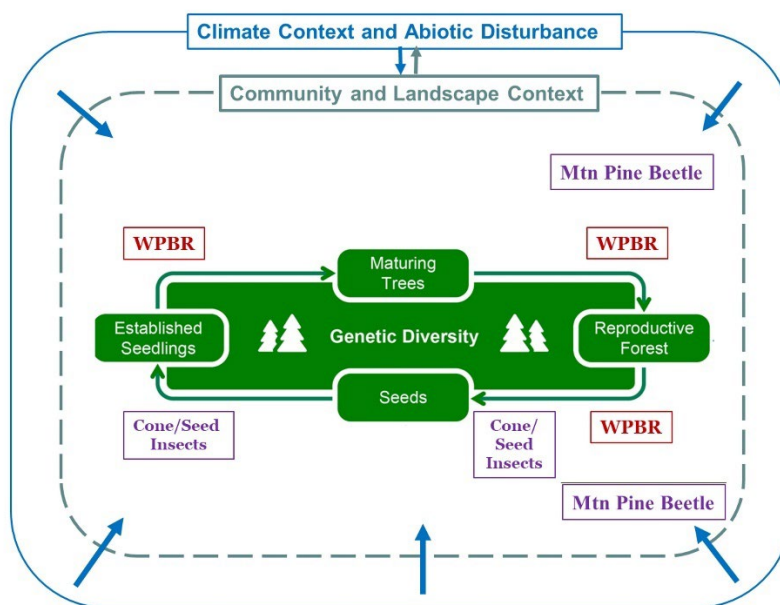 Climate Context and Abiotic Disturbance
Community and Landscape Context
Mtn Pine Beetle
WPBR
WPBR
Maturing
Trees
Established
Seedlings
Genetic Diversity
Reproductive
Forest
Seeds
Cone/Seed
Insects
Cone/
Seed
Insects
WPBR
Mtn Pine Beetle